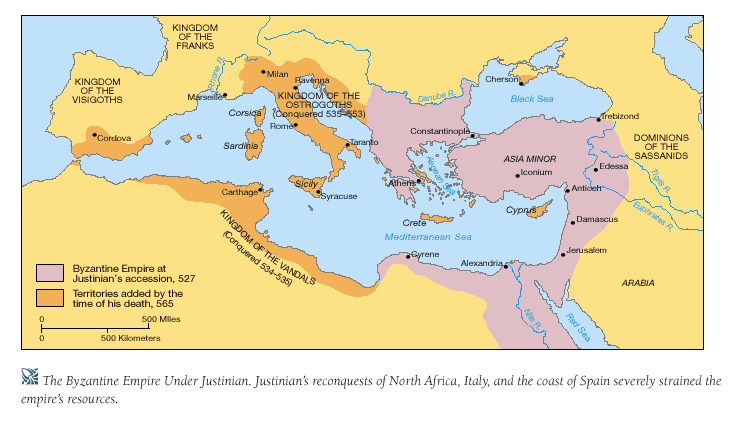 KINGDOM
OF THE
FRANKS
KINGDOM
OF THE
VISIGOTHS
Rhone R.
Milan
Ravenna
Marseille
KINGDOM OF THE
OSTROGOTHS
(Conquered 535–553)
Corsica
Rome
Sardinia
Taranto
Cordova
Danube R.
Cherson
Black Sea
Constantinople
Trebizond
DOMINIONS
OF THE
SASSANIDS
ASIA MINOR
Iconium
Edessa
Tigris R.
Euphrates R.
Aegean Sea
Athens
Antioch
Sicily
Syracuse
Carthage
Cyprus
Crete
Damascus
Mediterranean Sea
KINGDOM OF THE VANDALS
(Conquered 534–535)
Cyrene
Alexandria
Jerusalem
ARABIA
Nile R.
Red Sea
Byzantine Empire at
Justinian's accession, 527
Territories added by the
time of his death, 565
0 500 MIles
0 500 Kilometers
The Byzantine Empire Under Justinian. Justinian's reconquests of North Africa, Italy, and the coast of Spain severely strained the
empire's resources.